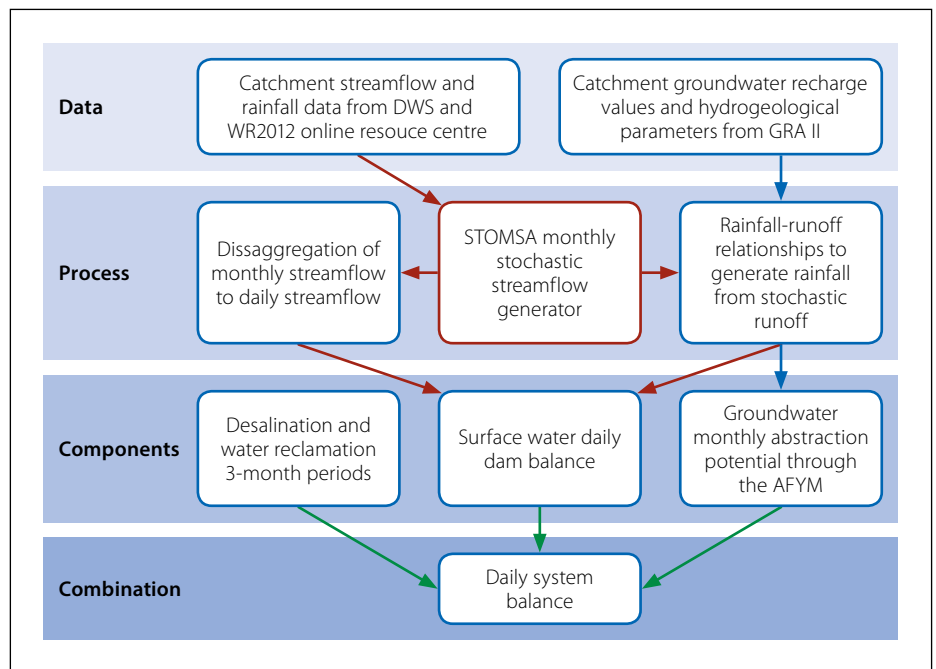 Data
Catchment streamflow and
rainfall data from DWS and
WR2012 online resouce centre
Catchment groundwater recharge
values and hydrogeological
parameters from GRA II
Process
Dissaggregation of
monthly streamflow
to daily streamflow
STOMSA monthly
stochastic
streamflow
generator
Rainfall-runoff
relationships to
generate rainfall
from stochastic
runoff
Components
Desalination and
water reclamation
3-month periods
Surface water daily
dam balance
Groundwater
monthly abstraction
potential through
the AFYM
Combination
Daily system
balance